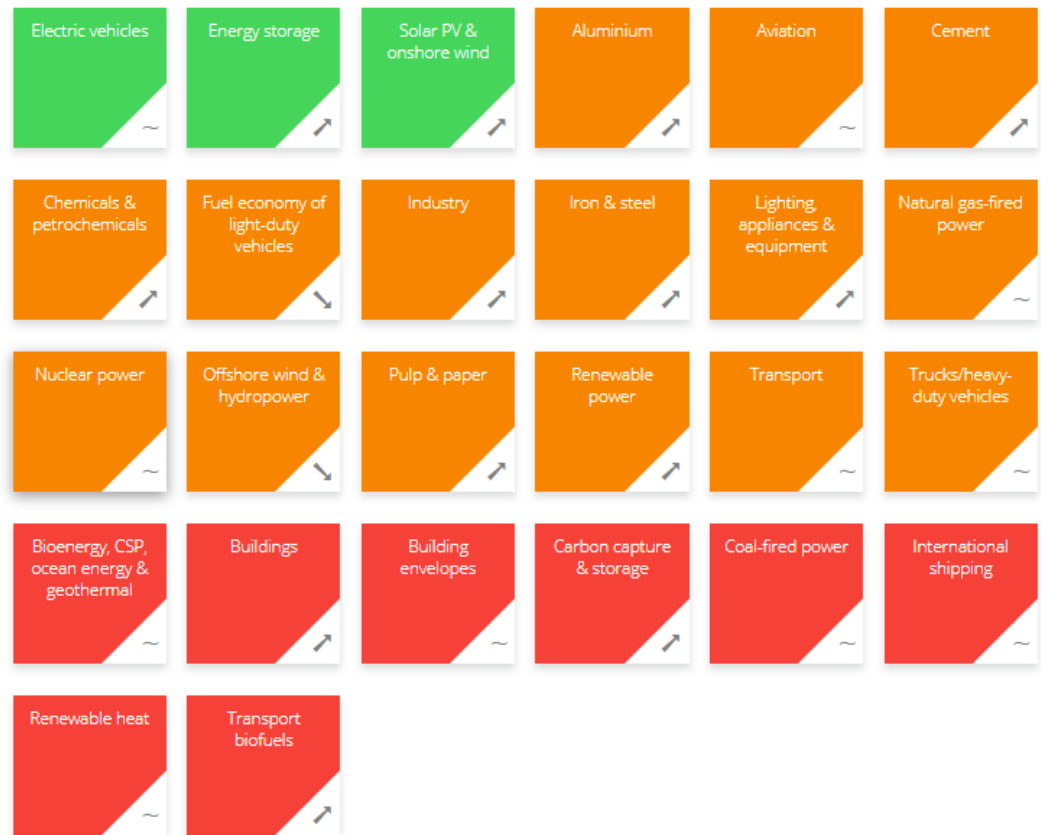 Electric vehicles
Energy storage
Solar PV &
onshore wind
Aluminium
Aviation
Cement
Chemicals &
petrochemicals
Fuel economy of
light-duty
vehicles
Industry
Iron & steel
Lighting,
appliances &
equipment
Natural gas-fired
power
Nuclear power
Offshore wind &
hydropower
Pulp & paper
Renewable
power
Transport
Trucks/heavy-
duty vehicles
Bioenergy, CSP,
ocean energy &
geothermal
Buildings
Building
envelopes
Carbon capture
& storage
Coal-fired power
International
shipping
Renewable heat
Transport
biofuels